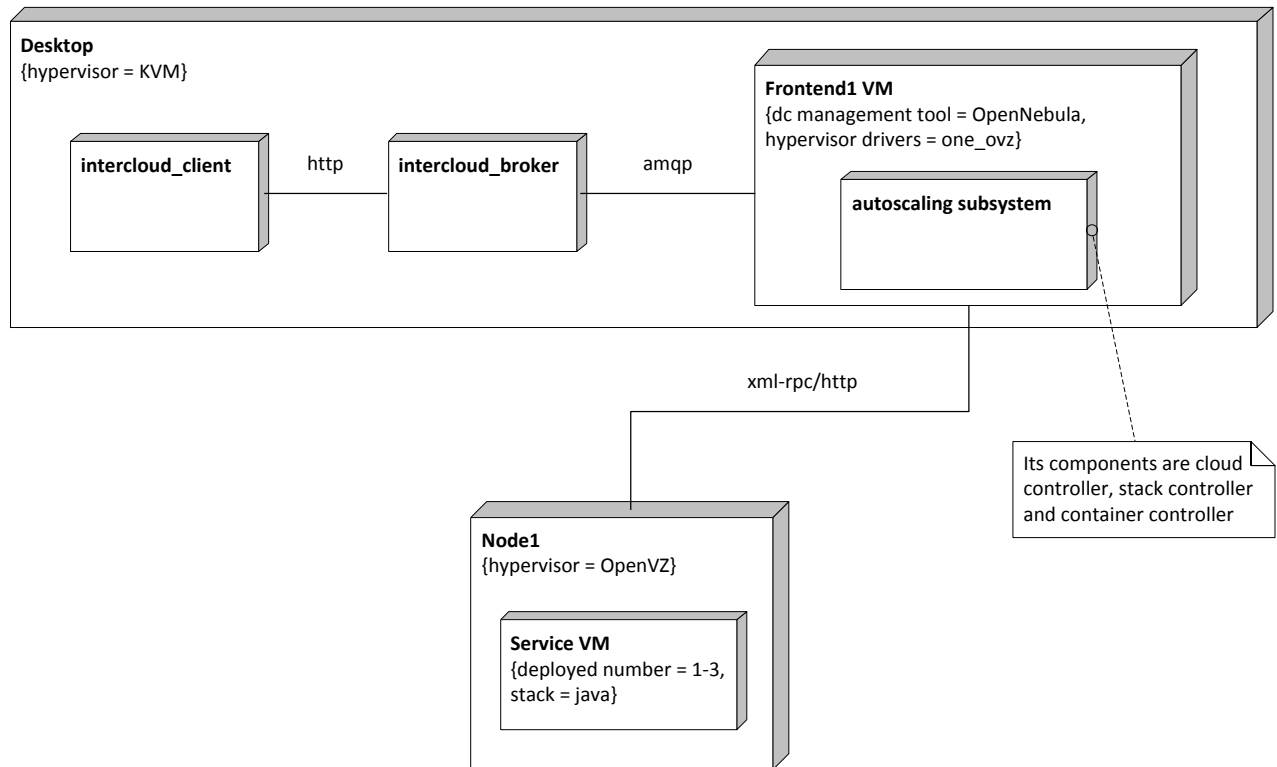 Desktop
{hypervisor = KVM}
Frontend1 VM
{dc management tool = OpenNebula,
hypervisor drivers = one_ovz}
intercloud_client
http
intercloud_broker
amqp
autoscaling subsystem
xml-rpc/http
Its components are cloud
controller, stack controller
and container controller
Node1
{hypervisor = OpenVZ}
Service VM
{deployed number = 1-3,
stack = java}